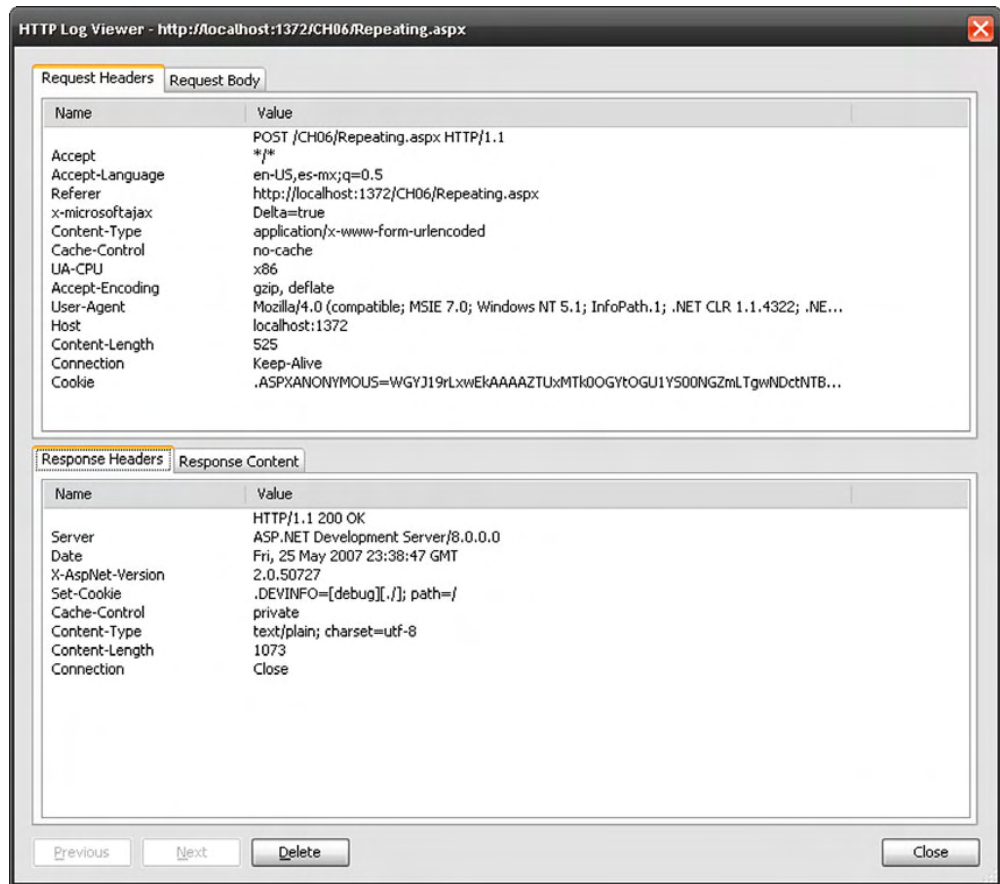 HTTP Log Viewer - http://localhost:1372/CH06/Repeating.aspx
Request Headers Request Body
Name Value
POST /CH06/Repeating.aspx HTTP/1.1
Accept */*
Accept-Language en-US,es-mx;q=0.5
Referer http://localhost:1372/CH06/Repeating.aspx
x-microsoftajax Delta=true
Content-Type application/x-www-form-urlencoded
Cache-Control no-cache
UA-CPU x86
Accept-Encoding gzip, deflate
User-Agent Mozilla/4.0 (compatible; MSIE 7.0; Windows NT 5.1; InfoPath.1; .NET CLR 1.1.4322; .NE...
Host localhost:1372
Content-Length 525
Connection Keep-Alive
Cookie .ASPXANONYMOUS=WGYJ19rLxwEkAAAAZTUxMTk0OGYtOGU1YS00NGZmLTgwNDctNTB...
Response Headers Response Content
Name Value
HTTP/1.1 200 OK
Server ASP.NET Development Server/8.0.0.0
Date Fri, 25 May 2007 23:38:47 GMT
X-AspNet-Version 2.0.50727
Set-Cookie .DEVINFO=[debug][./]; path=/
Cache-Control private
Content-Type text/plain; charset=utf-8
Content-Length 1073
Connection Close
Previous Next Delete Close